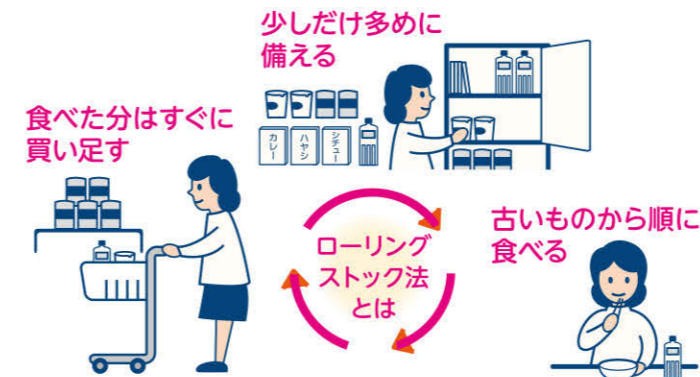 少しだけ多めに
備える
カレー
ハヤシ
シチュー
食べた分はすぐに
買い足す
ローリング
ストック法
とは
古いものから順に
食べる